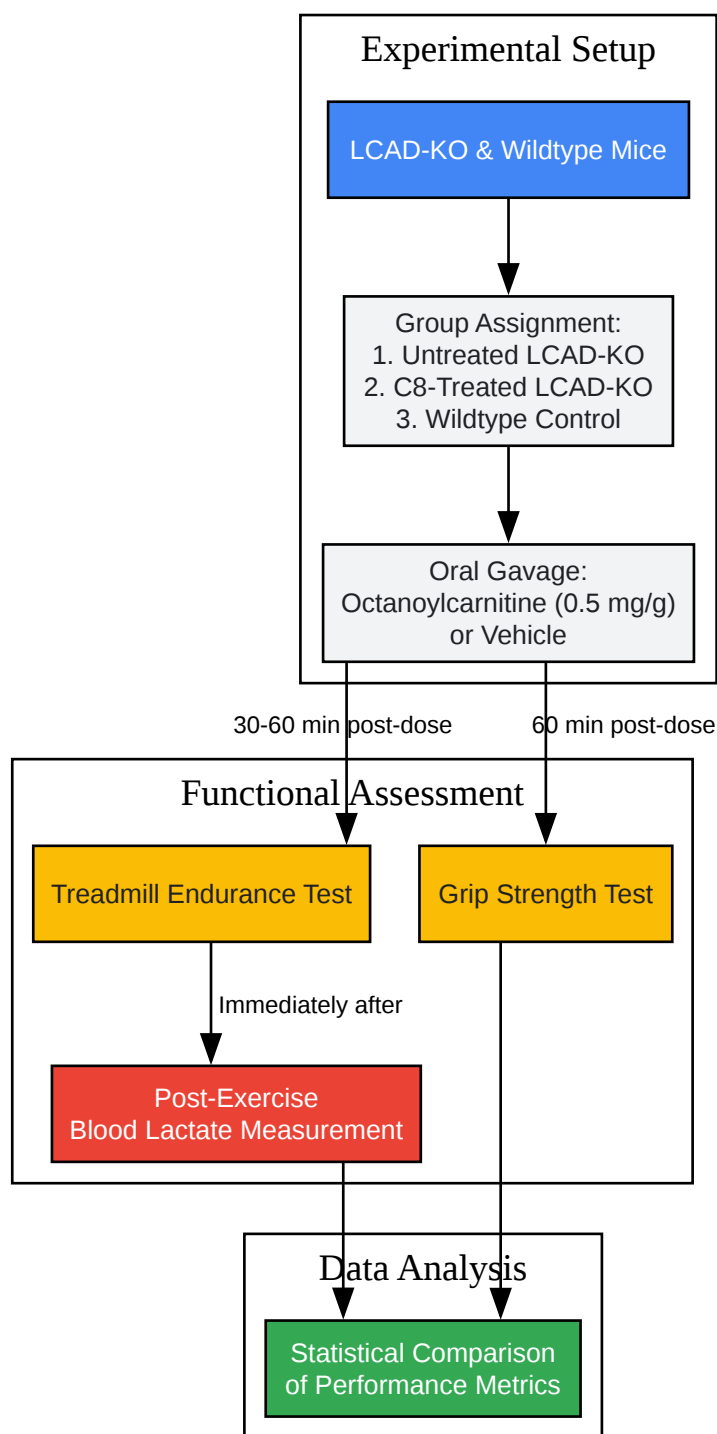 Experimental Setup
LCAD-KO & Wildtype Mice
Group Assignment:
1. Untreated LCAD-KO
2. C8-Treated LCAD-KO
3. Wildtype Control
Oral Gavage:
Octanoylcarnitine (0.5 mg/g)
or Vehicle
30-60 min post-dose
60 min post-dose
Functional Assessment
Treadmill Endurance Test
Grip Strength Test
Immediately after
Post-Exercise
Blood Lactate Measurement
Data Analysis
Statistical Comparison
of Performance Metrics